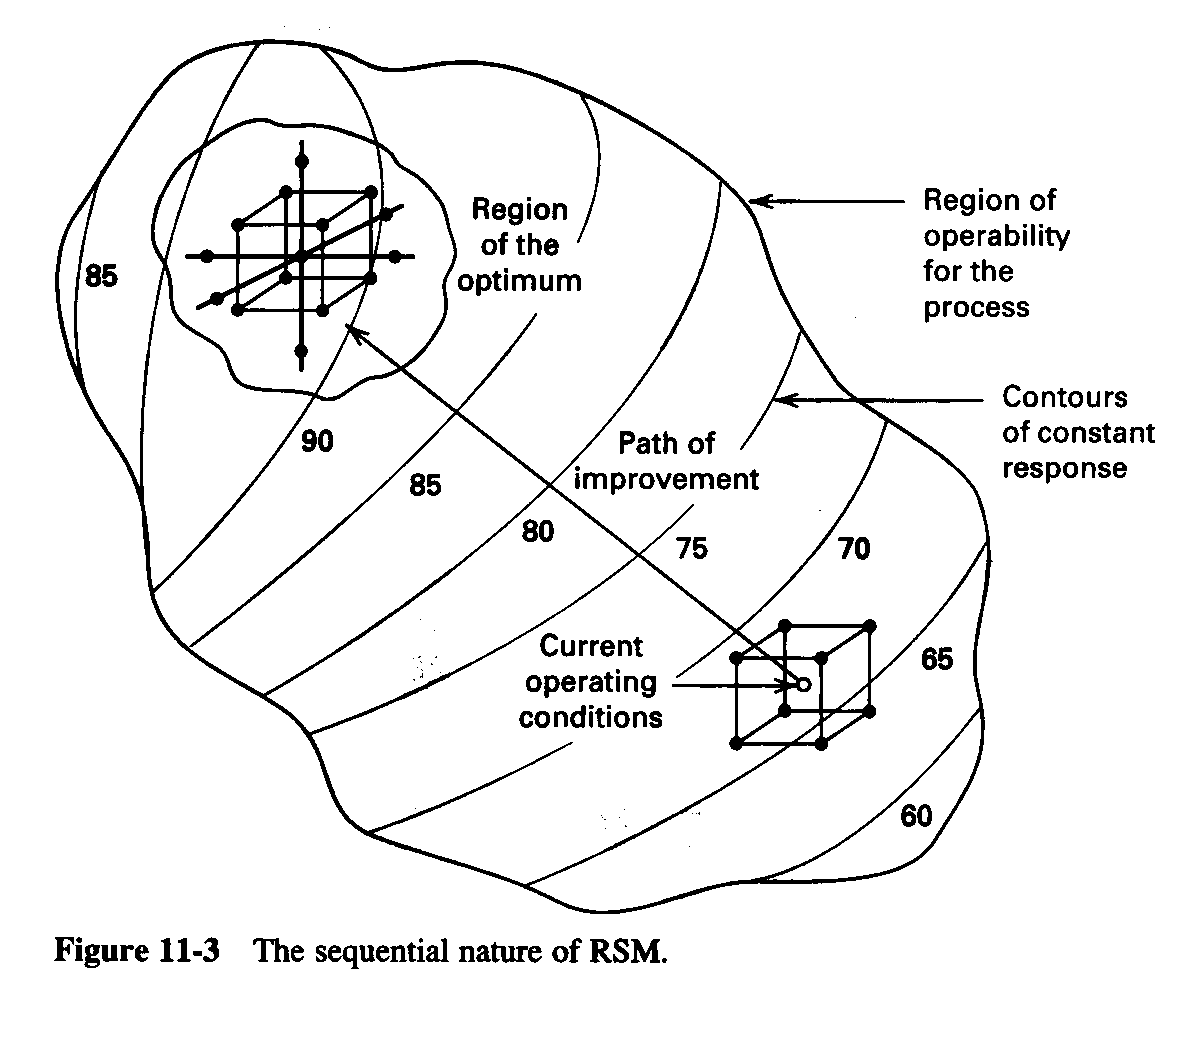 Region
of the
optimum
Region of
operability
for the
process
85
Contours
of constant
response
90
85
Path of
improvement
80
75
70
Current
operating
conditions
65
60
Figure 11-3 The sequential nature of RSM.